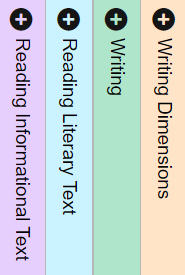 Writing Dimensions
Writing
Reading Literary Text
Reading Informational Text